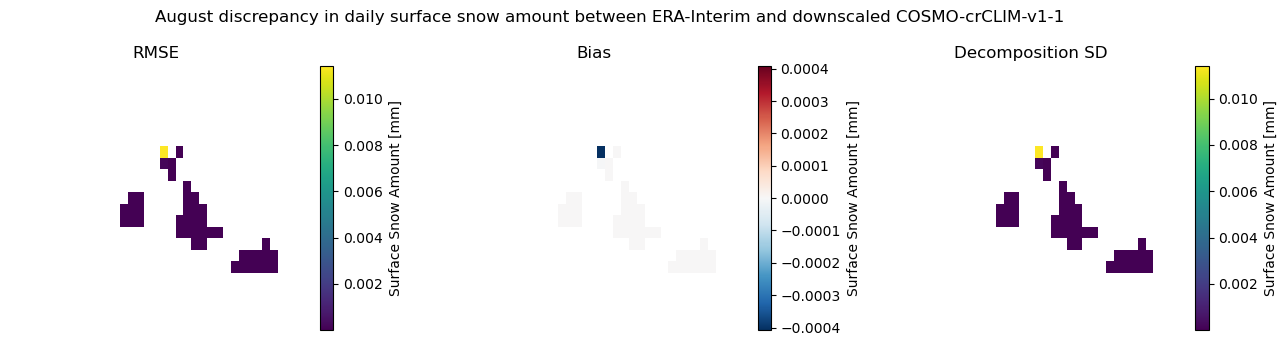 August discrepancy in daily surface snow amount between ERA-Interim and downscaled COSMO-crCLIM-v1-1
RMSE
0.010
0.008
0.006
0.004
0.002
Surface Snow Amount [mm]
Bias
0.0004
0.0003
0.0002
0.0001
0.0000
−0.0001
−0.0002
−0.0003
−0.0004
Surface Snow Amount [mm]
Decomposition SD
0.010
0.008
0.006
0.004
0.002
Surface Snow Amount [mm]